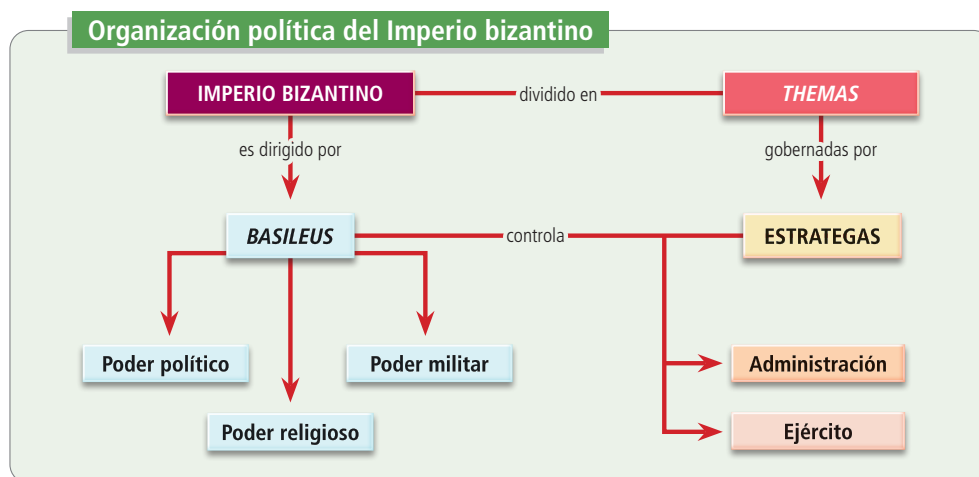 Organización política del Imperio bizantino
IMPERIO BIZANTINO
dividido en
THEMAS
es dirigido por
gobernadas por
BASILEUS
controla
ESTRATEGAS
Poder político
Poder militar
Administración
Poder religioso
Ejército